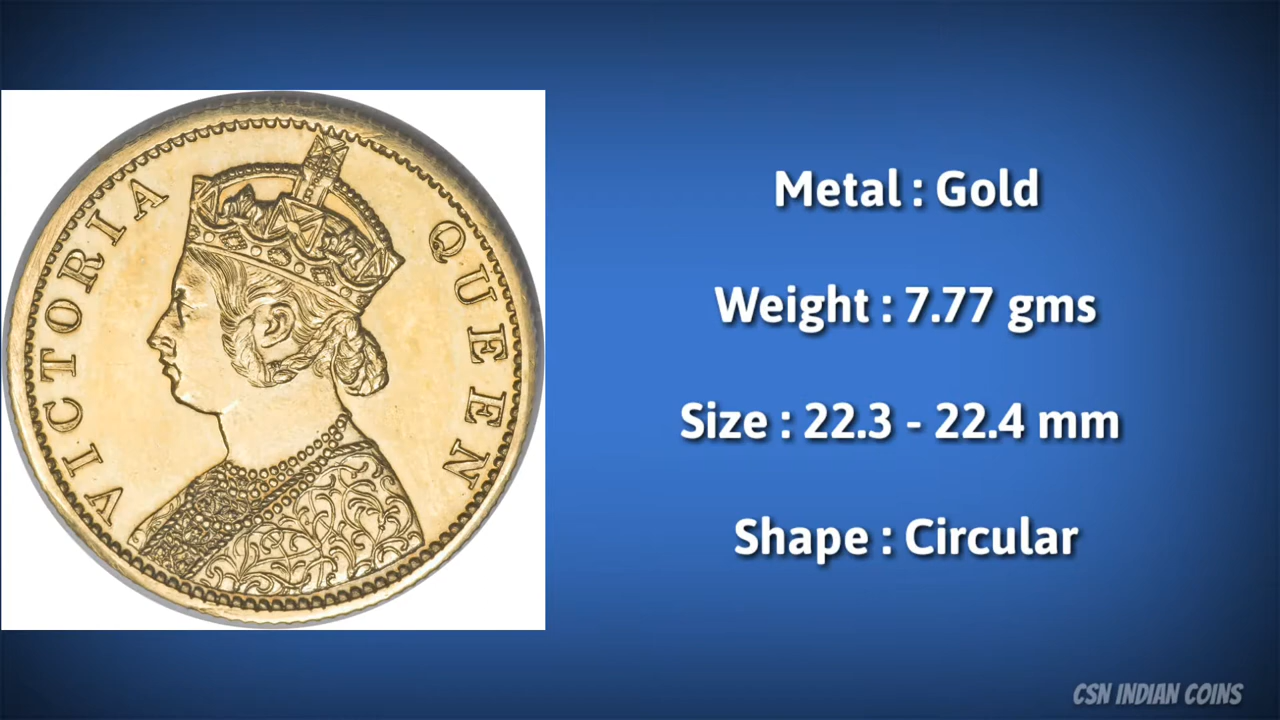 VICTORIA QUEEN
Metal : Gold
Weight : 7.77 gms
Size : 22.3 - 22.4 mm
Shape : Circular
CSN INDIAN COINS